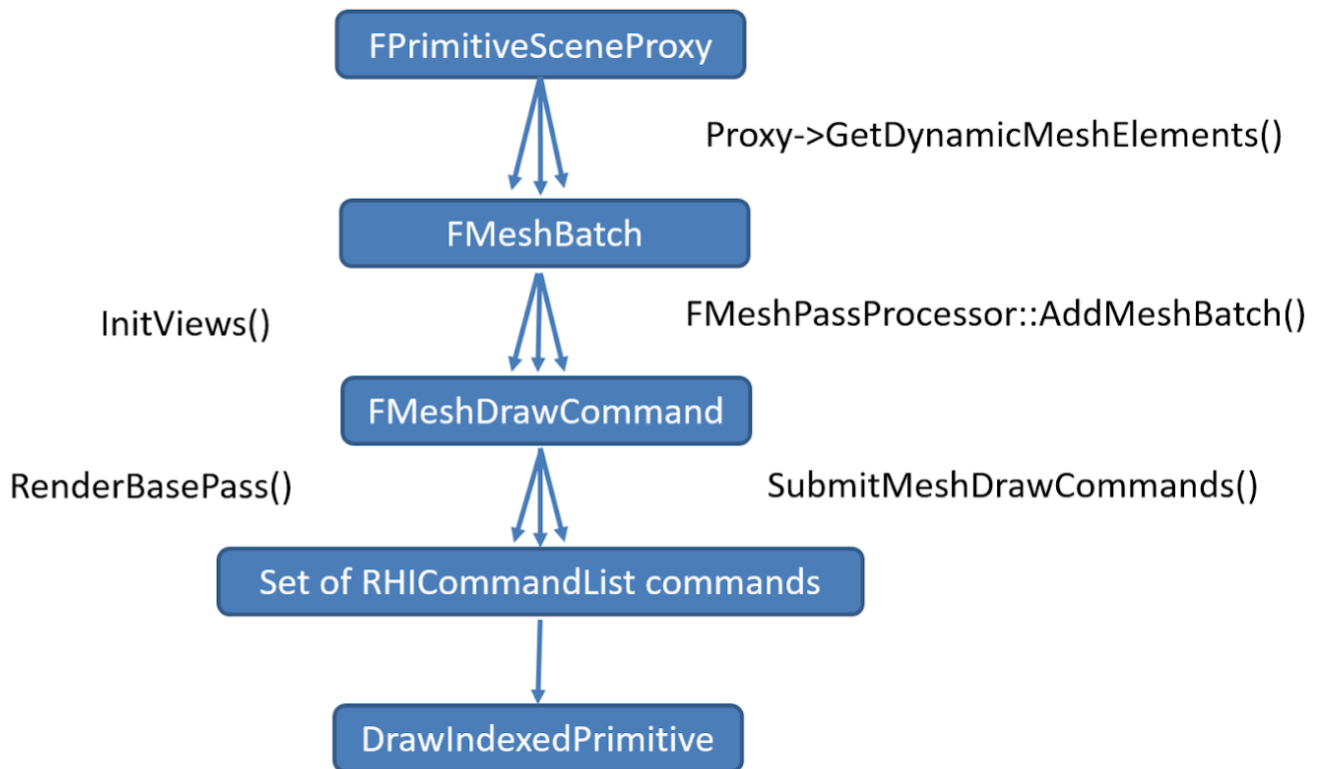 FPrimitiveSceneProxy
Proxy->GetDynamicMeshElements()
FMeshBatch
InitViews()
FMeshPassProcessor::AddMeshBatch()
FMeshDrawCommand
RenderBasePass()
SubmitMeshDrawCommands()
Set of RHICommandList commands
DrawIndexedPrimitive